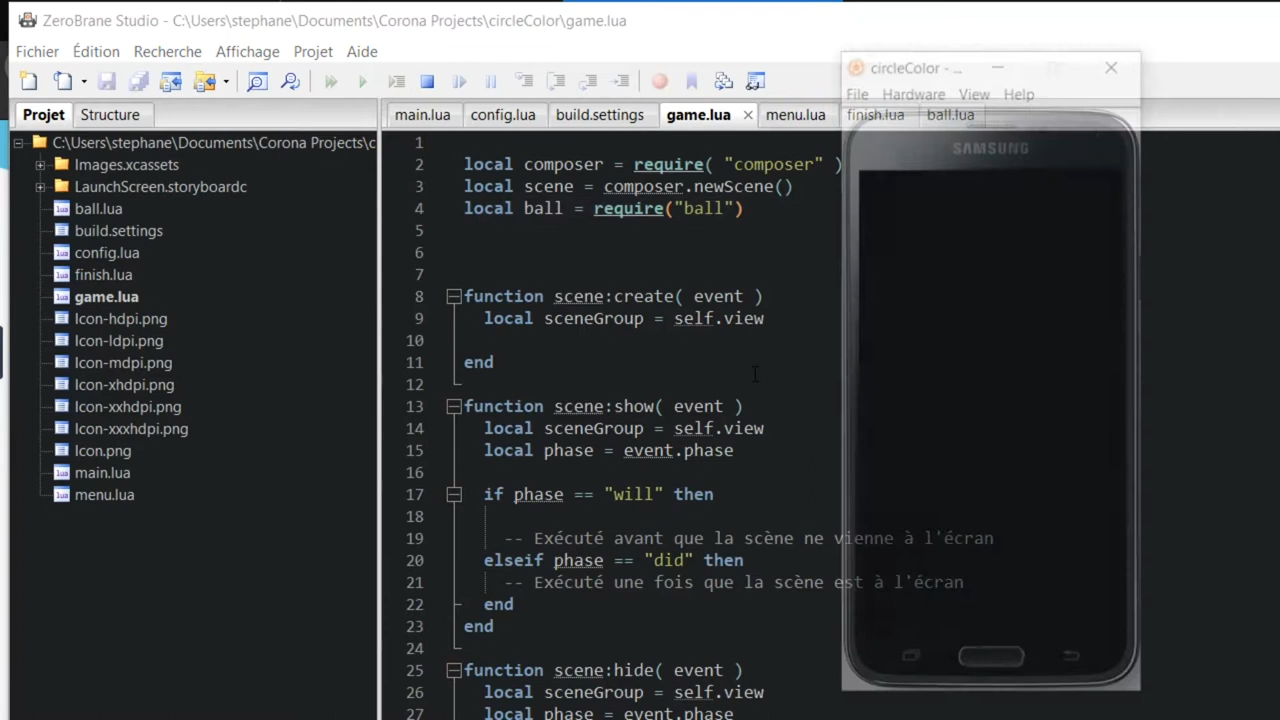 ZeroBrane Studio - C:\Users\stephane\Documents\Corona Projects\circleColor\game.lua
Fichier Édition Recherche Affichage Projet Aide
circleColor - ...
File Hardware View Help
Projet Structure
main.lua config.lua build.settings game.lua menu.lua finish.lua ball.lua
SAMSUNG
C:\Users\stephane\Documents\Corona Projects\c
Images.xcassets
LaunchScreen.storyboardc
ball.lua
build.settings
config.lua
finish.lua
game.lua
Icon-hdpi.png
Icon-ldpi.png
Icon-mdpi.png
Icon-xhdpi.png
Icon-xxhdpi.png
Icon-xxxhdpi.png
Icon.png
main.lua
menu.lua
1
2 local composer = require( "composer" )
3 local scene = composer.newScene()
4 local ball = require("ball")
5
6
7
8 function scene:create( event )
9 local sceneGroup = self.view
10
11 end
12
13 function scene:show( event )
14 local sceneGroup = self.view
15 local phase = event.phase
16
17 if phase == "will" then
18
19 -- Exécuté avant que la scène ne vienne à l'écran
20 elseif phase == "did" then
21 -- Exécuté une fois que la scène est à l'écran
22 end
23 end
24
25 function scene:hide( event )
26 local sceneGroup = self.view
27 local phase = event.phase